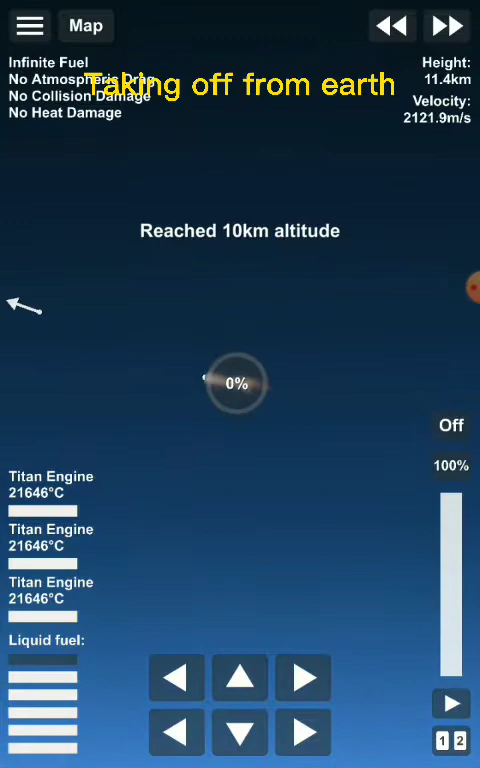 Map
Infinite Fuel
No Atmospheric Drag
No Collision Damage
No Heat Damage
Taking off from earth
Height:
11.4km
Velocity:
2121.9m/s
Reached 10km altitude
0%
Off
100%
Titan Engine
21646°C
Titan Engine
21646°C
Titan Engine
21646°C
Liquid fuel:
1 2